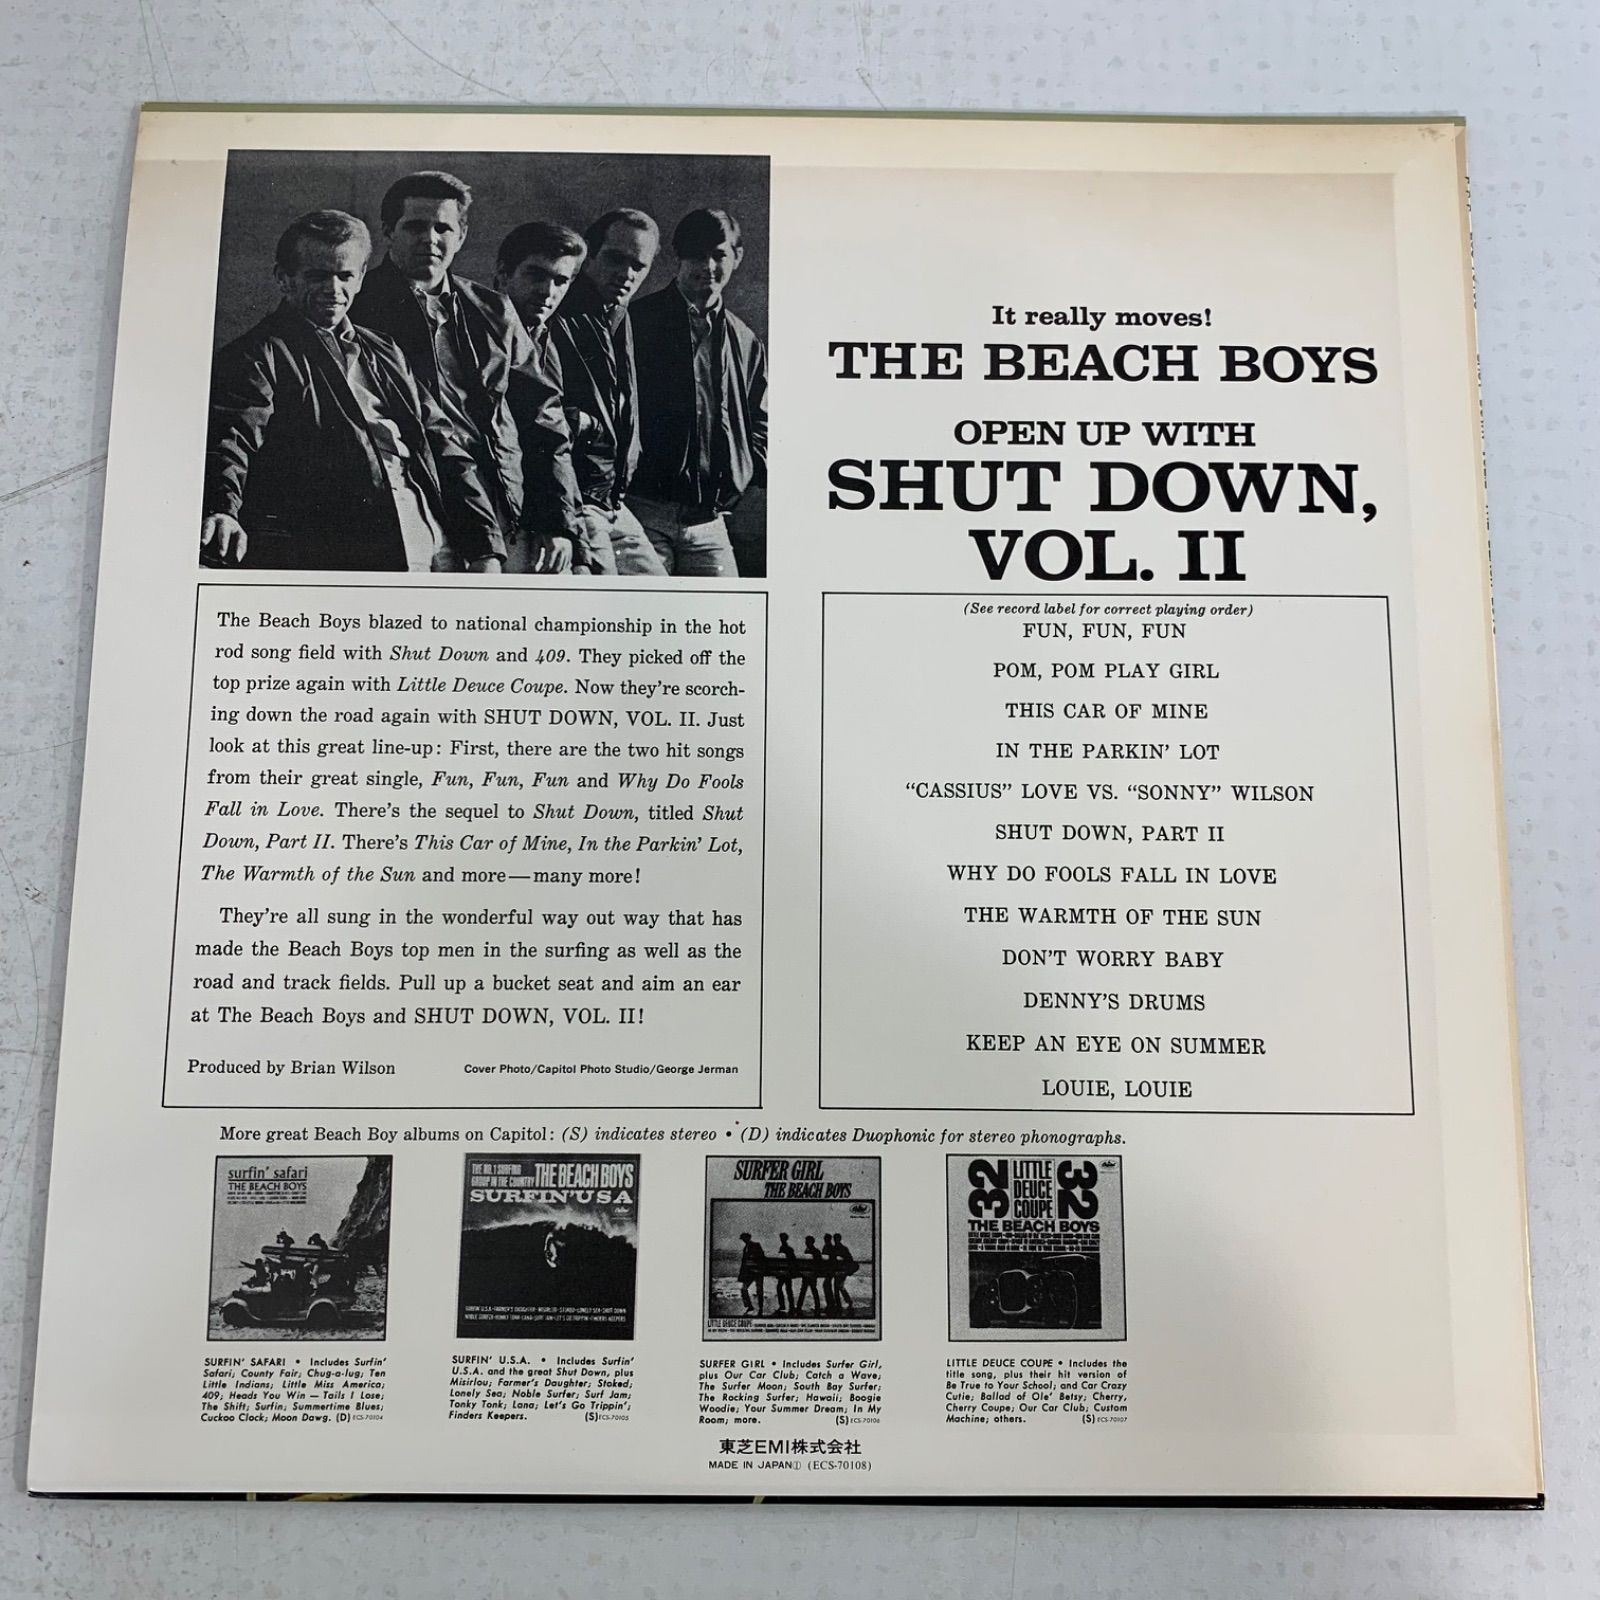 It really moves!
THE BEACH BOYS
OPEN UP WITH
SHUT DOWN,
VOL. II
The Beach Boys blazed to national championship in the hot
rod song field with Shut Down and 409. They picked off the
top prize again with Little Deuce Coupe. Now they're scorch-
ing down the road again with SHUT DOWN, VOL. II. Just
look at this great line-up: First, there are the two hit songs
from their great single, Fun, Fun, Fun and Why Do Fools
Fall in Love. There's the sequel to Shut Down, titled Shut
Down, Part II. There's This Car of Mine, In the Parkin' Lot,
The Warmth of the Sun and more—many more!
They're all sung in the wonderful way out way that has
made the Beach Boys top men in the surfing as well as the
road and track fields. Pull up a bucket seat and aim an ear
at The Beach Boys and SHUT DOWN, VOL. II!
Produced by Brian Wilson
Cover Photo/Capitol Photo Studio/George Jerman
(See record label for correct playing order)
FUN, FUN, FUN
POM, POM PLAY GIRL
THIS CAR OF MINE
IN THE PARKIN' LOT
"CASSIUS" LOVE VS. "SONNY" WILSON
SHUT DOWN, PART II
WHY DO FOOLS FALL IN LOVE
THE WARMTH OF THE SUN
DON'T WORRY BABY
DENNY'S DRUMS
KEEP AN EYE ON SUMMER
LOUIE, LOUIE
More great Beach Boy albums on Capitol: (S) indicates stereo • (D) indicates Duophonic for stereo phonographs.
surfin' safari
THE BEACH BOYS
THE NO. 1 SURFING
GROUP IN THE COUNTRY
THE BEACH BOYS
SURFIN' USA
SURFER GIRL
THE BEACH BOYS
LITTLE DEUCE COUPE
32
LITTLE
DEUCE
COUPE
32
THE BEACH BOYS
SURFIN' SAFARI • Includes Surfin'
Safari; County Fair; Chug-a-lug; Ten
Little Indians; Little Miss America;
409; Heads You Win — Tails I Lose;
The Shift; Surfin; Summertime Blues;
Cuckoo Clock; Moon Dawg. (D) ECS-70104
SURFIN' U.S.A. • Includes Surfin'
U.S.A. and the great Shut Down, plus
Misirlou; Farmer's Daughter; Stoked;
Lonely Sea; Noble Surfer; Surf Jam;
Tonky Tonk; Lana; Let's Go Trippin';
Finders Keepers. (S) ECS-70105
SURFER GIRL • Includes Surfer Girl,
plus Our Car Club; Catch a Wave;
The Surfer Moon; South Bay Surfer;
The Rocking Surfer; Hawaii; Boogie
Woodie; Your Summer Dream; In My
Room; more. (S) ECS-70106
LITTLE DEUCE COUPE • Includes the
title song, plus their hit version of
Be True to Your School; and Car Crazy
Cutie; Ballad of Ole' Betsy; Cherry,
Cherry Coupe; Our Car Club; Custom
Machine; others. (S) ECS-70107
東芝EMI株式会社
MADE IN JAPAN① (ECS-70108)